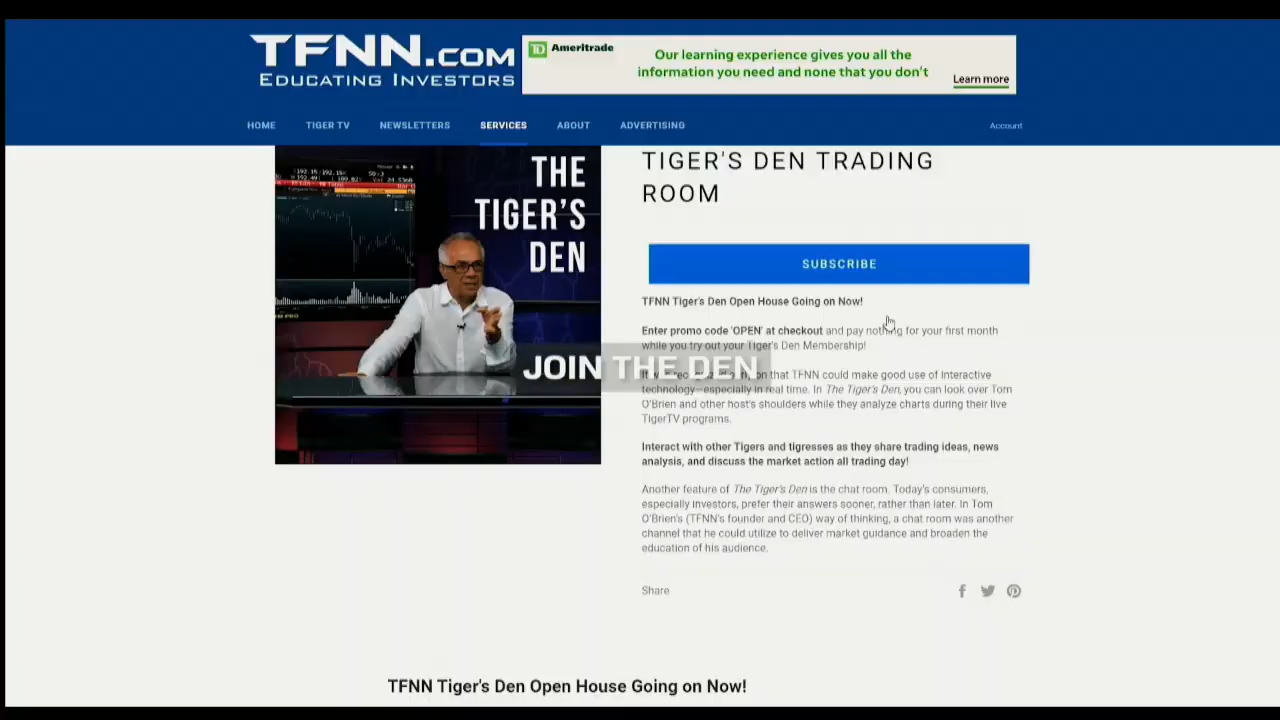 TFNN.COM
EDUCATING INVESTORS
TD Ameritrade
Our learning experience gives you all the
information you need and none that you don't
Learn more
HOME TIGER TV NEWSLETTERS SERVICES ABOUT ADVERTISING
Account
THE
TIGER'S
DEN
TIGER'S DEN TRADING
ROOM
SUBSCRIBE
TFNN Tiger's Den Open House Going on Now!
Enter promo code 'OPEN' at checkout and pay nothing for your first month
while you try out your Tiger's Den Membership!
JOIN THE DEN
that TFNN could make good use of interactive
technology—especially in real time. In The Tiger's Den, you can look over Tom
O'Brien and other host's shoulders while they analyze charts during their live
TigerTV programs.
Interact with other Tigers and tigresses as they share trading ideas, news
analysis, and discuss the market action all trading day!
Another feature of The Tiger's Den is the chat room. Today's consumers,
especially investors, prefer their answers sooner, rather than later. In Tom
O'Brien's (TFNN's founder and CEO) way of thinking, a chat room was another
channel that he could utilize to deliver market guidance and broaden the
education of his audience.
Share
TFNN Tiger's Den Open House Going on Now!